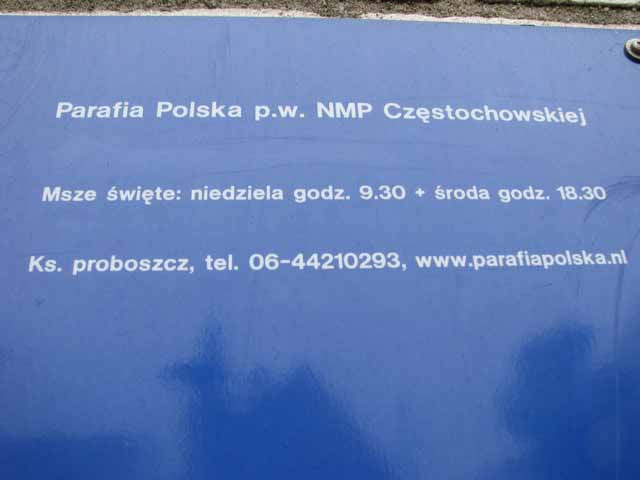 Parafia Polska p.w. NMP Częstochowskiej
Msze święte: niedziela godz. 9.30 + środa godz. 18.30
Ks. proboszcz, tel. 06-44210293, www.parafiapolska.nl